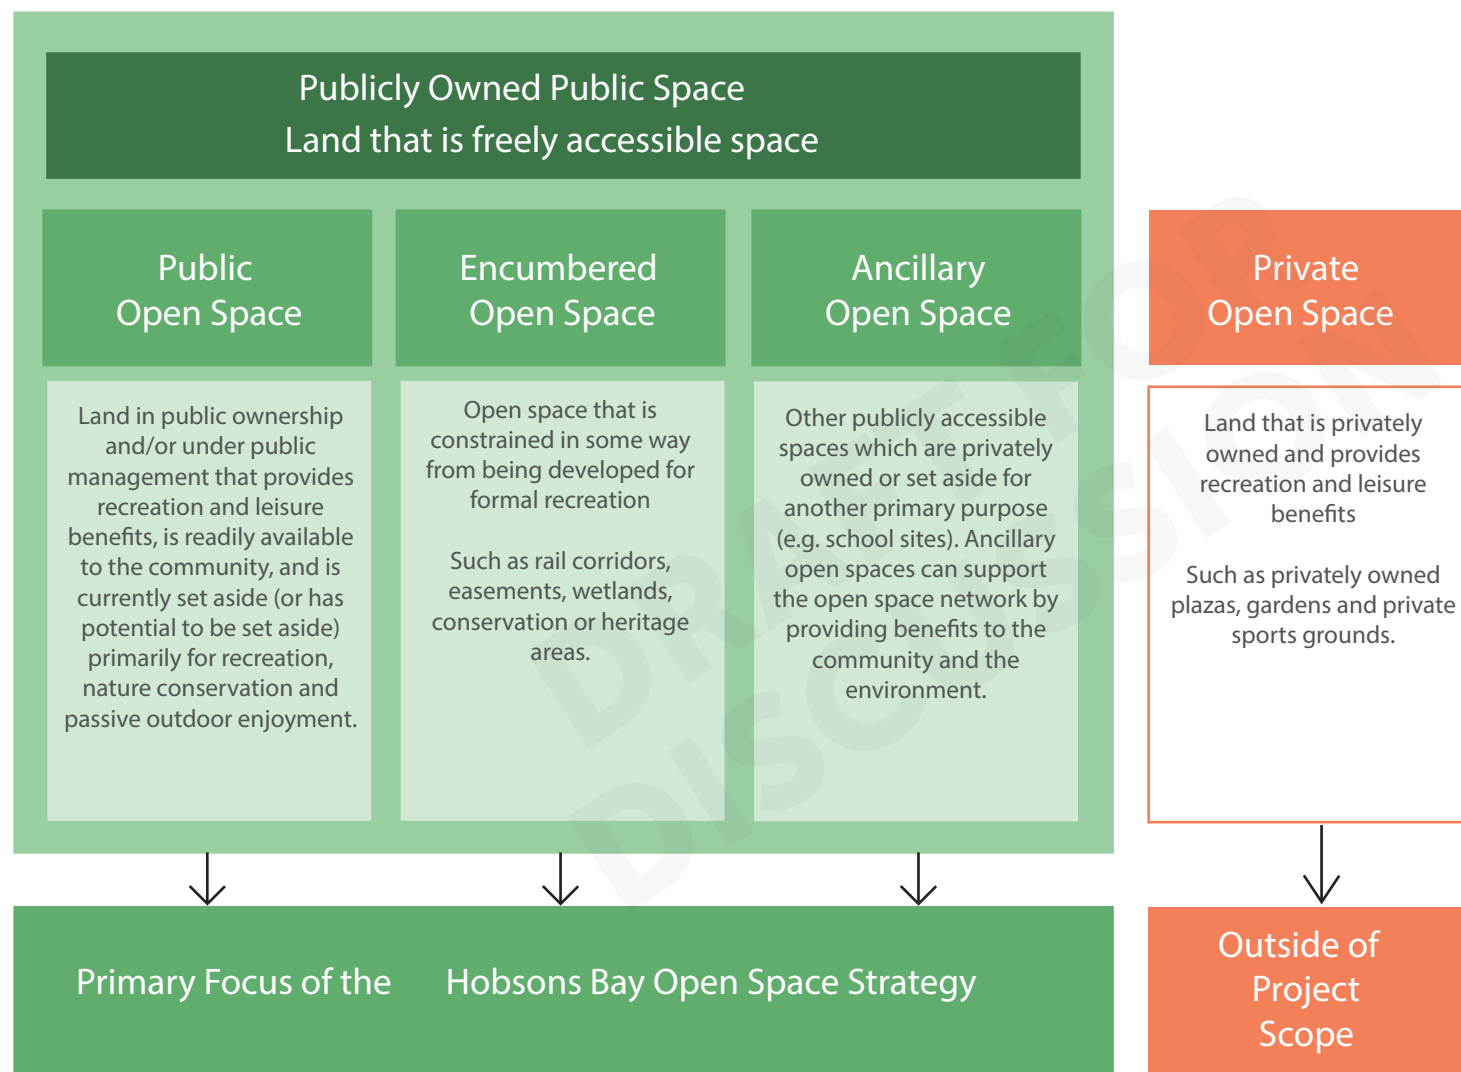 Publicly Owned Public Space
Land that is freely accessible space
Public
Open Space
Encumbered
Open Space
Ancillary
Open Space
Private
Open Space
Land in public ownership
and/or under public
management that provides
recreation and leisure
benefits, is readily available
to the community, and is
currently set aside (or has
potential to be set aside)
primarily for recreation,
nature conservation and
passive outdoor enjoyment.
Open space that is
constrained in some way
from being developed for
formal recreation
Such as rail corridors,
easements, wetlands,
conservation or heritage
areas.
Other publicly accessible
spaces which are privately
owned or set aside for
another primary purpose
(e.g. school sites). Ancillary
open spaces can support
the open space network by
providing benefits to the
community and the
environment.
Land that is privately
owned and provides
recreation and leisure
benefits
Such as privately owned
plazas, gardens and private
sports grounds.
Primary Focus of the Hobsons Bay Open Space Strategy
Outside of
Project
Scope
DRAFT FOR
DISCUSSION